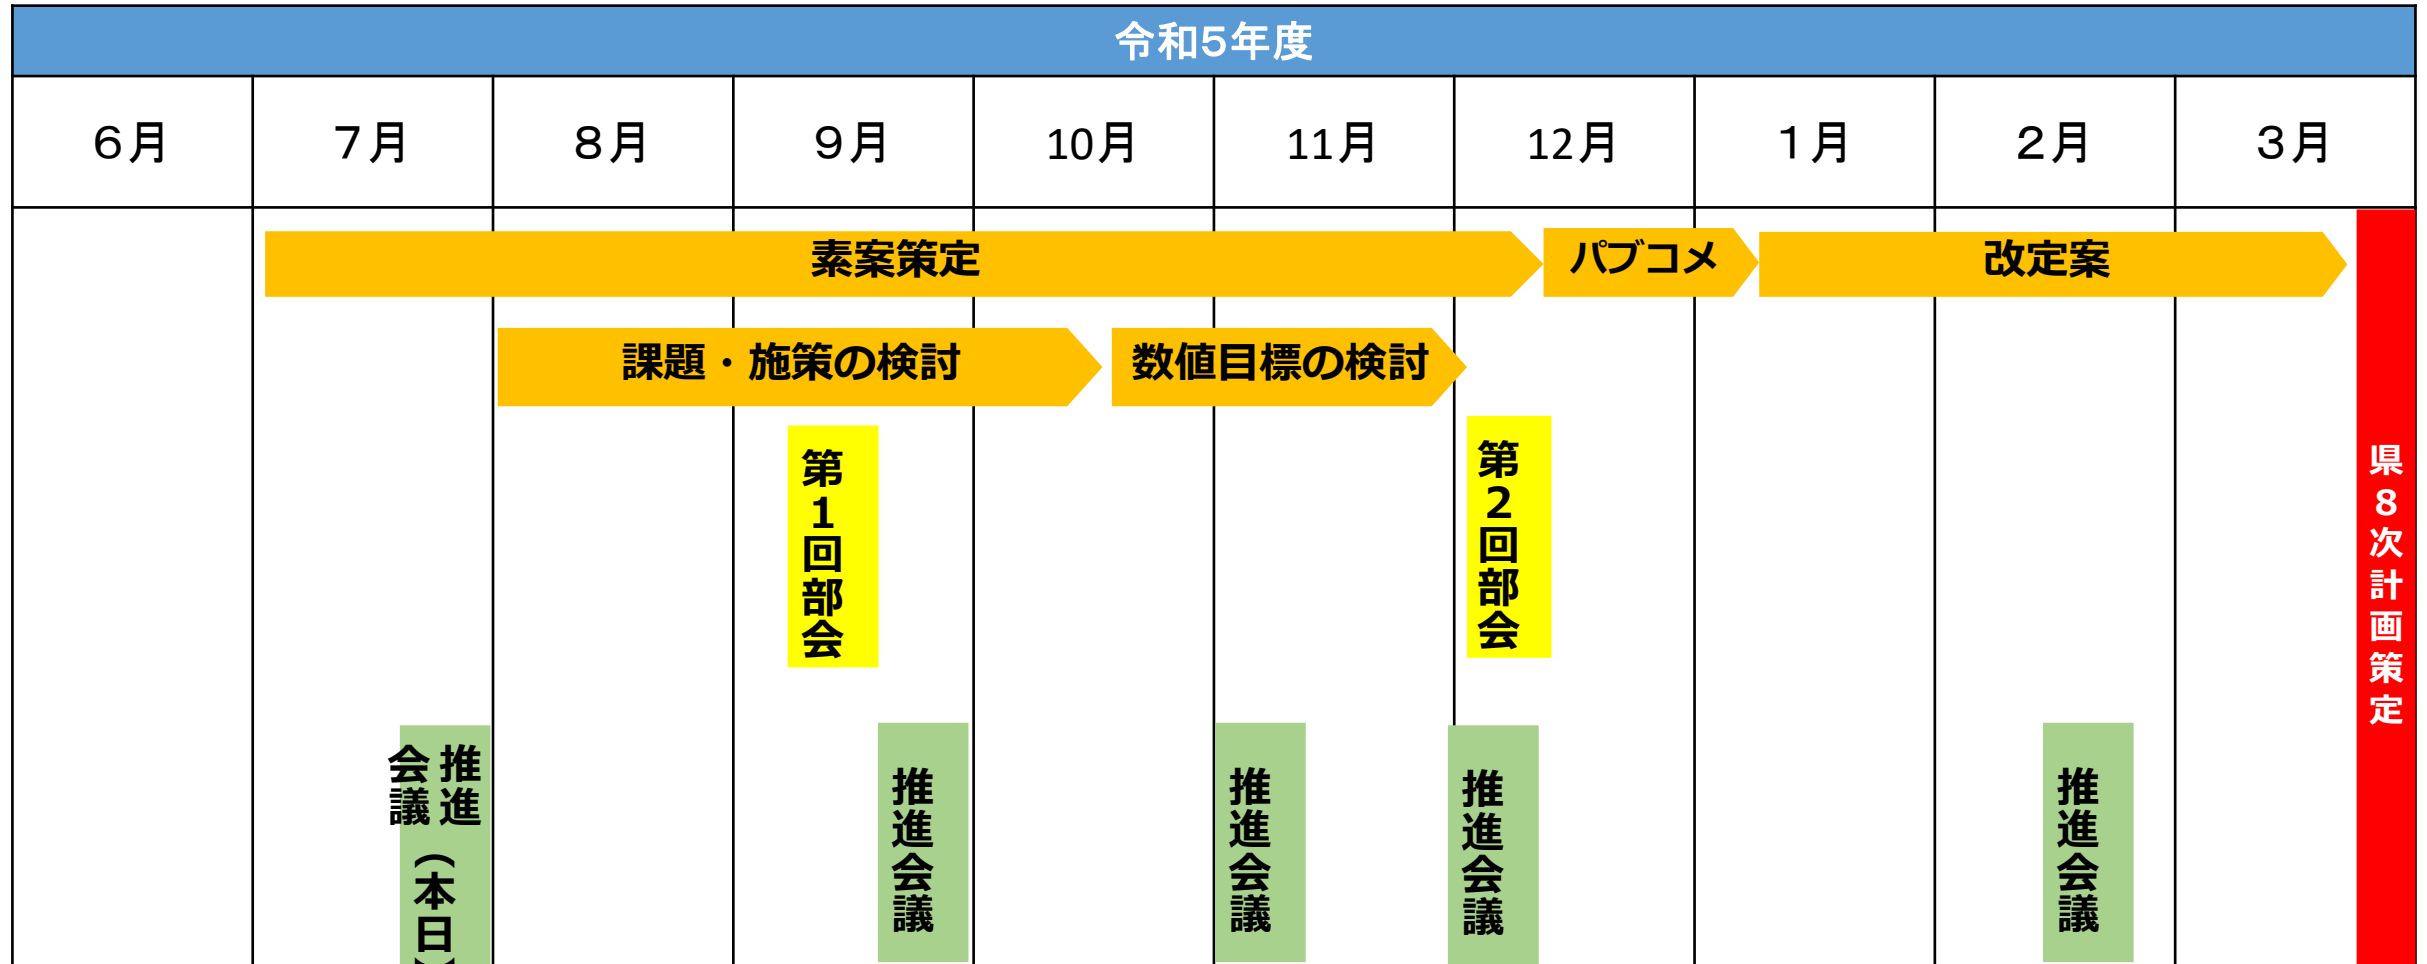 令和5年度
６月
７月
８月
９月
10月
11月
12月
１月
２月
３月
素案策定
パブコメ
改定案
課題・施策の検討
数値目標の検討
第1回部会
第2回部会
県8次計画策定
推進
会議
（本日）
推進会議
推進会議
推進会議
推進会議